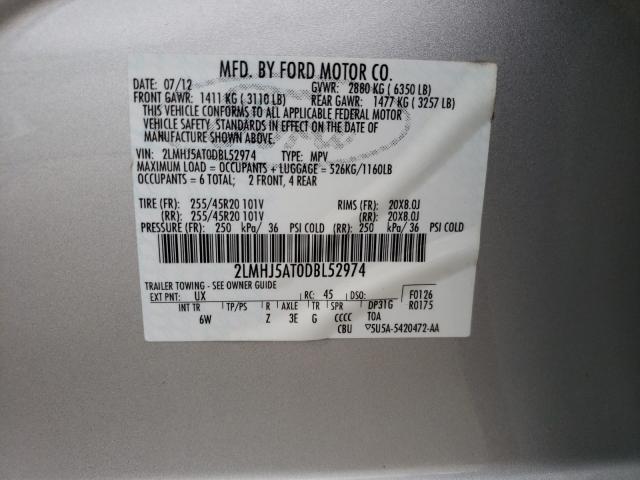 MFD. BY FORD MOTOR CO.
DATE: 07/12 GVWR: 2880 KG ( 6350 LB)
FRONT GAWR: 1411 KG ( 3110 LB) REAR GAWR: 1477 KG ( 3257 LB)
THIS VEHICLE CONFORMS TO ALL APPLICABLE FEDERAL MOTOR
VEHICLE SAFETY STANDARDS IN EFFECT ON THE DATE OF
MANUFACTURE SHOWN ABOVE.
VIN: 2LMHJ5AT0DBL52974 TYPE: MPV
MAXIMUM LOAD = OCCUPANTS + LUGGAGE = 526KG/1160LB
OCCUPANTS = 6 TOTAL; 2 FRONT, 4 REAR
TIRE (FR): 255/45R20 101V RIMS (FR): 20X8.0J
(RR): 255/45R20 101V (RR): 20X8.0J
PRESSURE (FR): 250 kPa/ 36 PSI COLD (RR): 250 kPa/ 36 PSI COLD
2LMHJ5AT0DBL52974
TRAILER TOWING - SEE OWNER GUIDE
EXT PNT: UX RC: 45 DSO: F0126
INT TR TP/PS R AXLE TR SPR DP31G R0175
6W Z 3E G CCCC T0A
CBU ▽5U5A-5420472-AA